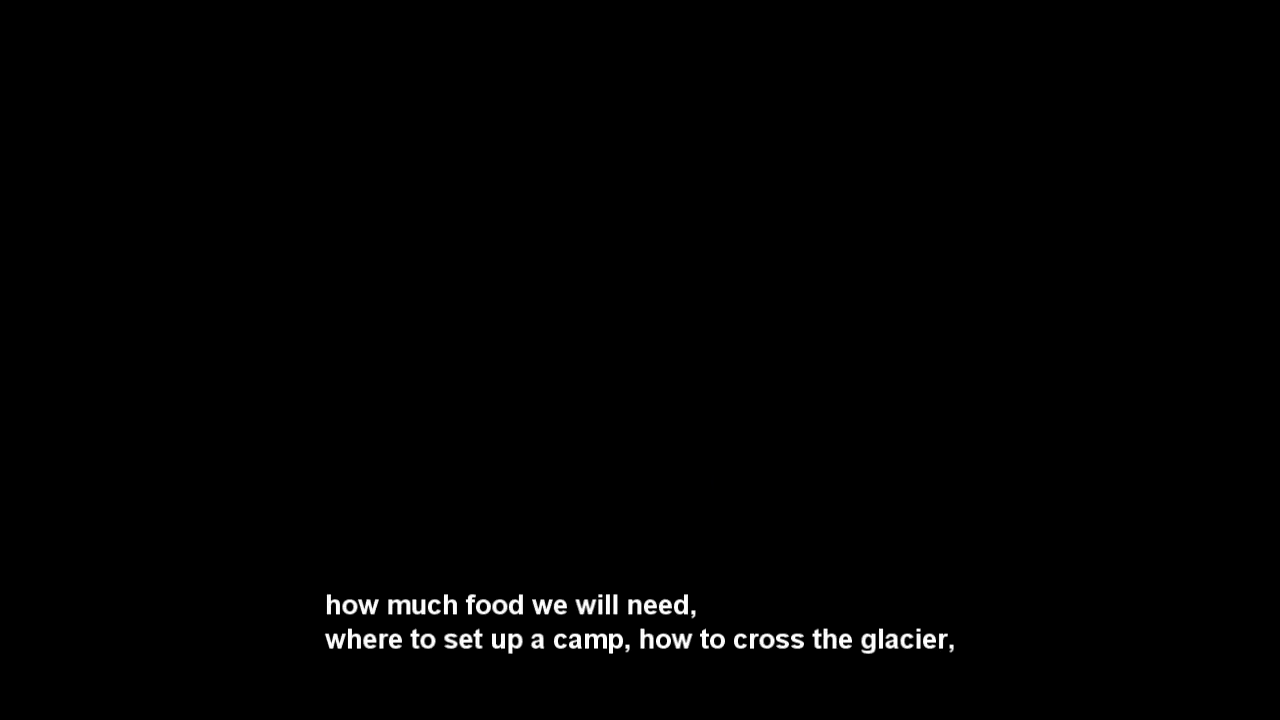 how much food we will need,
where to set up a camp, how to cross the glacier,